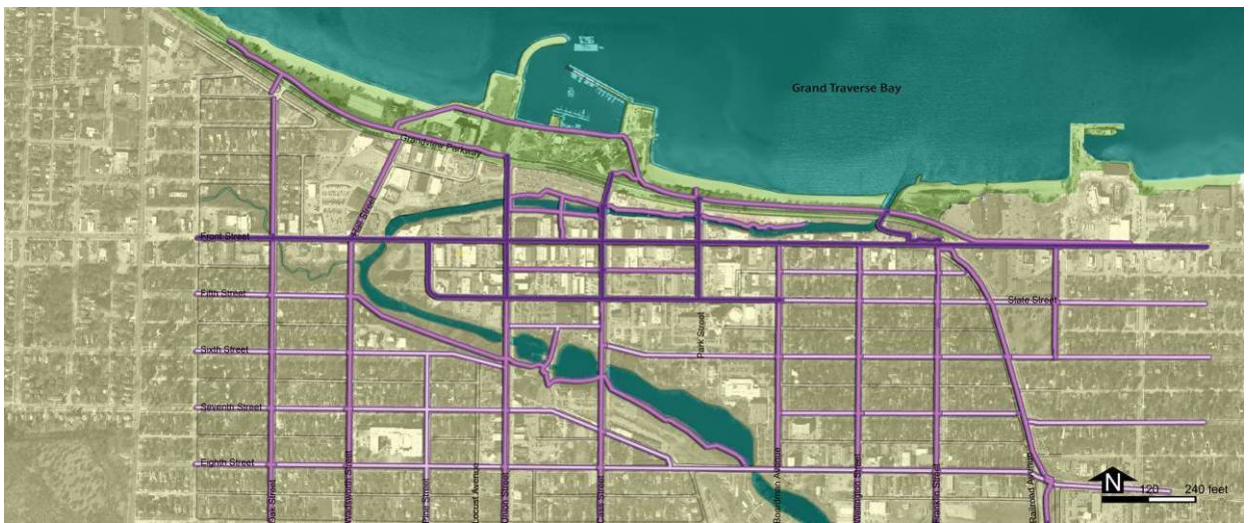 Grand Traverse Bay
Grandview Parkway
Hall Street
Front Street
Fifth Street
State Street
Park Street
Sixth Street
Seventh Street
Eighth Street
Oak Street
Wadsworth Street
Pine Street
Locust Avenue
Union Street
Cass Street
Boardman Avenue
Wellington Street
Franklin Street
Railroad Avenue
N
120
240 feet